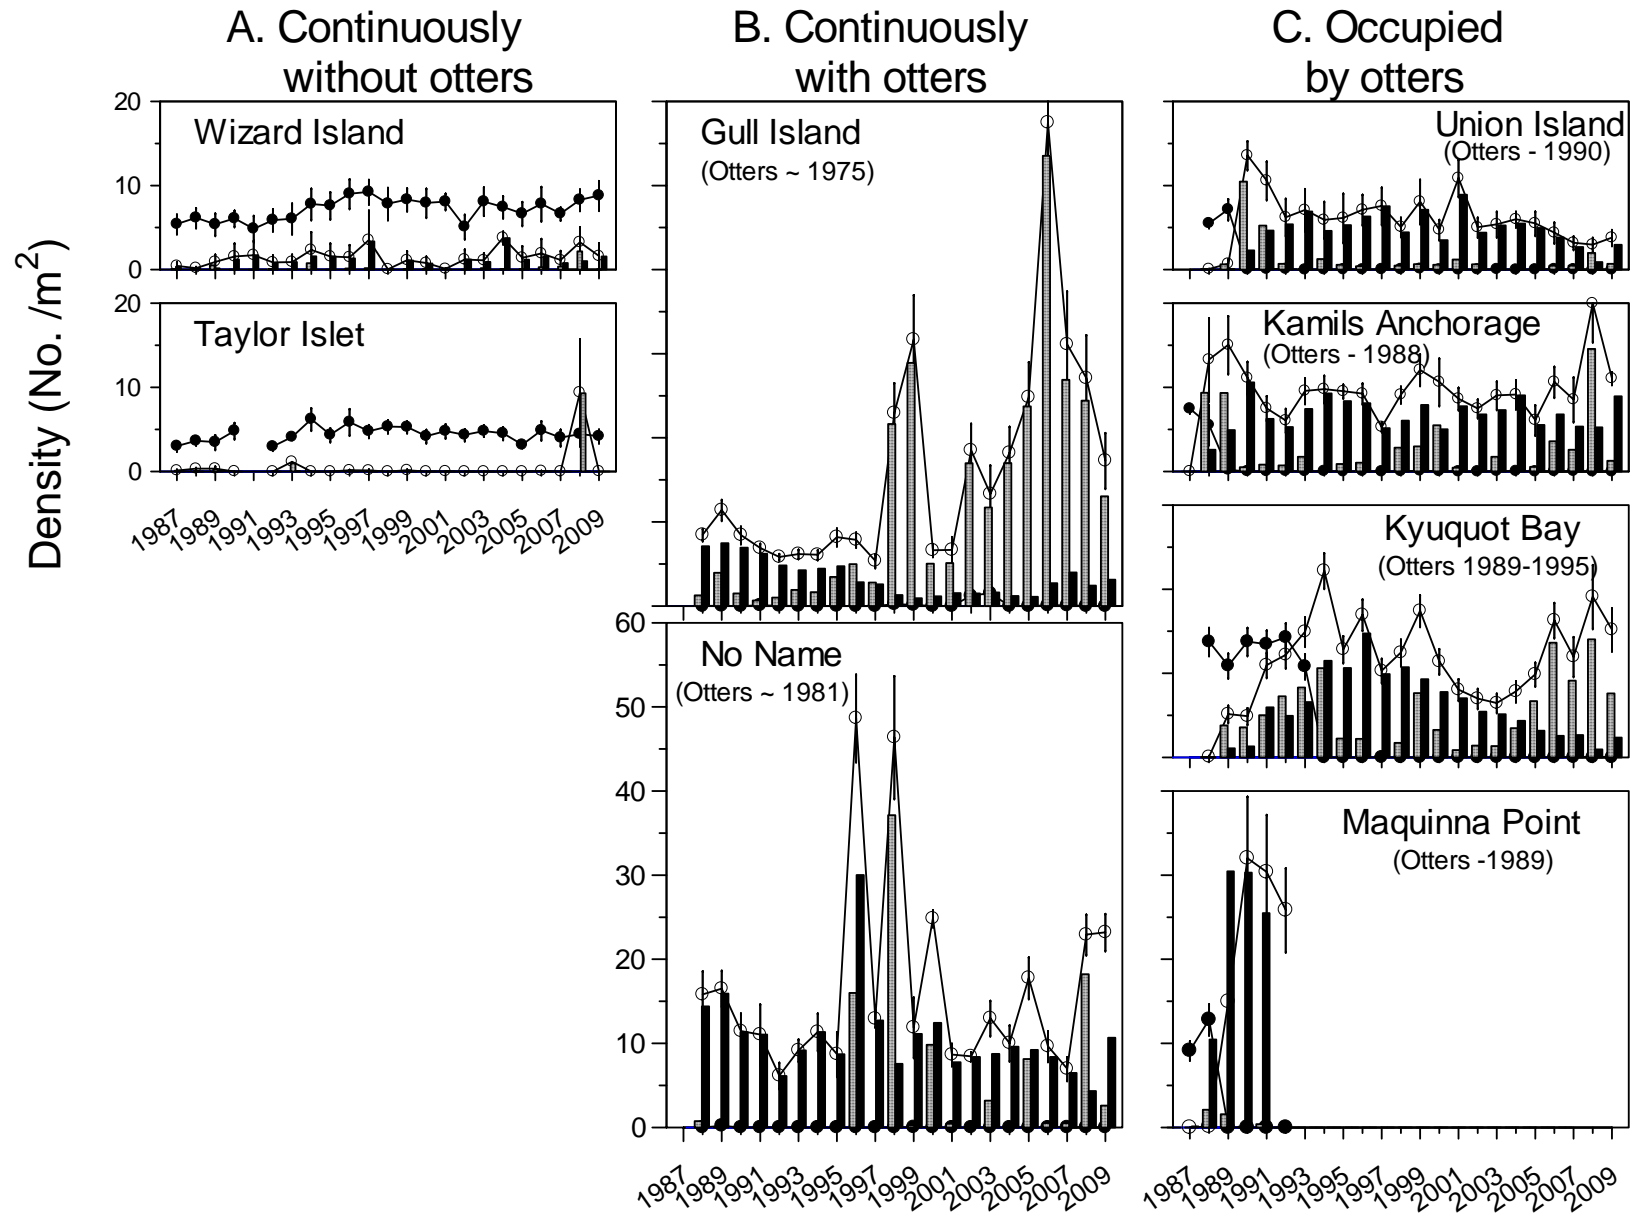 A. Continuously
without otters
B. Continuously
with otters
C. Occupied
by otters
Density (No. /m2)
20
10
0
Wizard Island
20
10
0
Taylor Islet
1987 1989 1991 1993 1995 1997 1999 2001 2003 2005 2007 2009
Gull Island
(Otters ~ 1975)
60
50
40
30
20
10
0
No Name
(Otters ~ 1981)
1987 1989 1991 1993 1995 1997 1999 2001 2003 2005 2007 2009
Union Island
(Otters - 1990)
Kamils Anchorage
(Otters - 1988)
Kyuquot Bay
(Otters 1989-1995)
Maquinna Point
(Otters -1989)
1987 1989 1991 1993 1995 1997 1999 2001 2003 2005 2007 2009